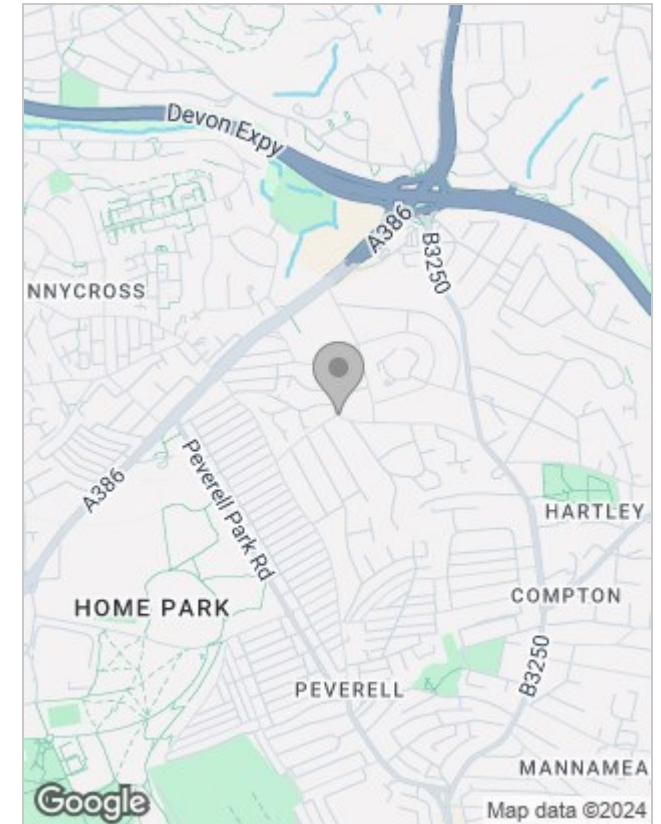 Devon Expy
A386
B3250
NNYCROSS
Peverell Park Rd
A386
HARTLEY
HOME PARK
COMPTON
B3250
PEVERELL
MANNAMEA
Google
Map data ©2024